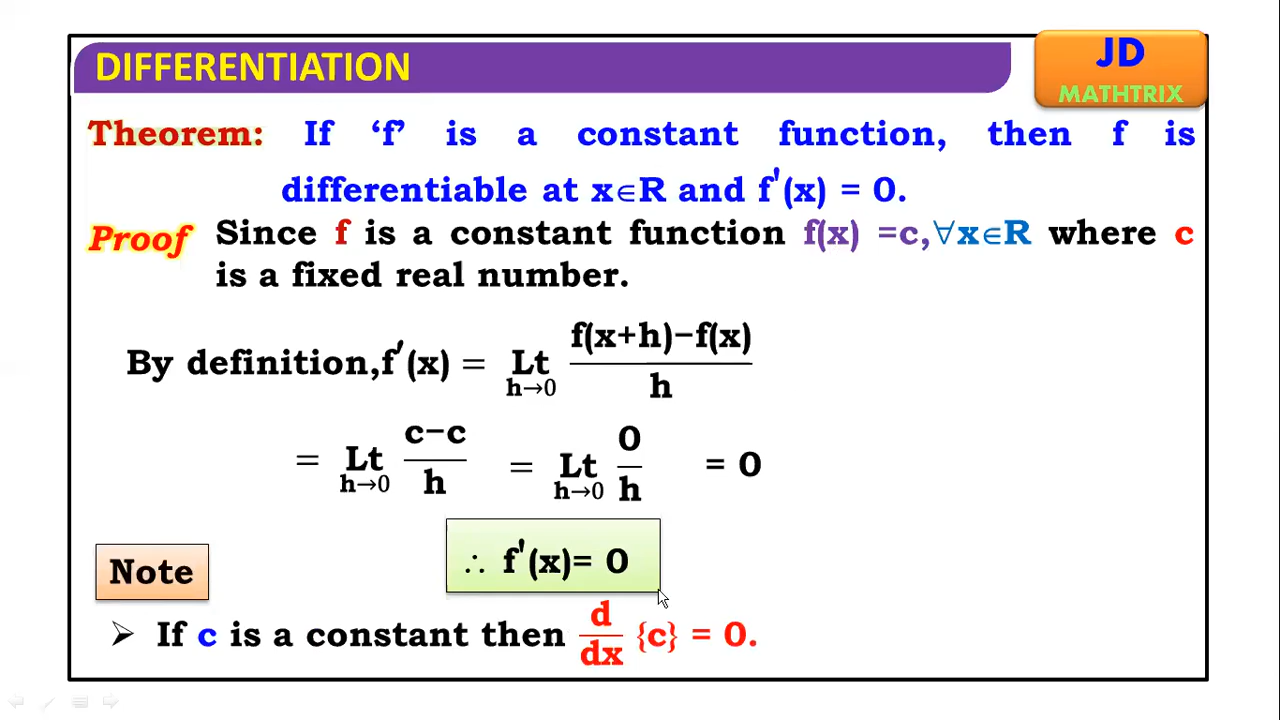 DIFFERENTIATION
JD
MATHTRIX
Theorem: If ‘f’ is a constant function, then f is
differentiable at x∈R and f'(x) = 0.
Proof Since f is a constant function f(x) =c,∀x∈R where c
is a fixed real number.
By definition,f'(x) = Lt h→0 f(x+h)−f(x) / h
= Lt h→0 c−c / h = Lt h→0 0 / h = 0
∴ f'(x)= 0
Note
➢ If c is a constant then d/dx {c} = 0.